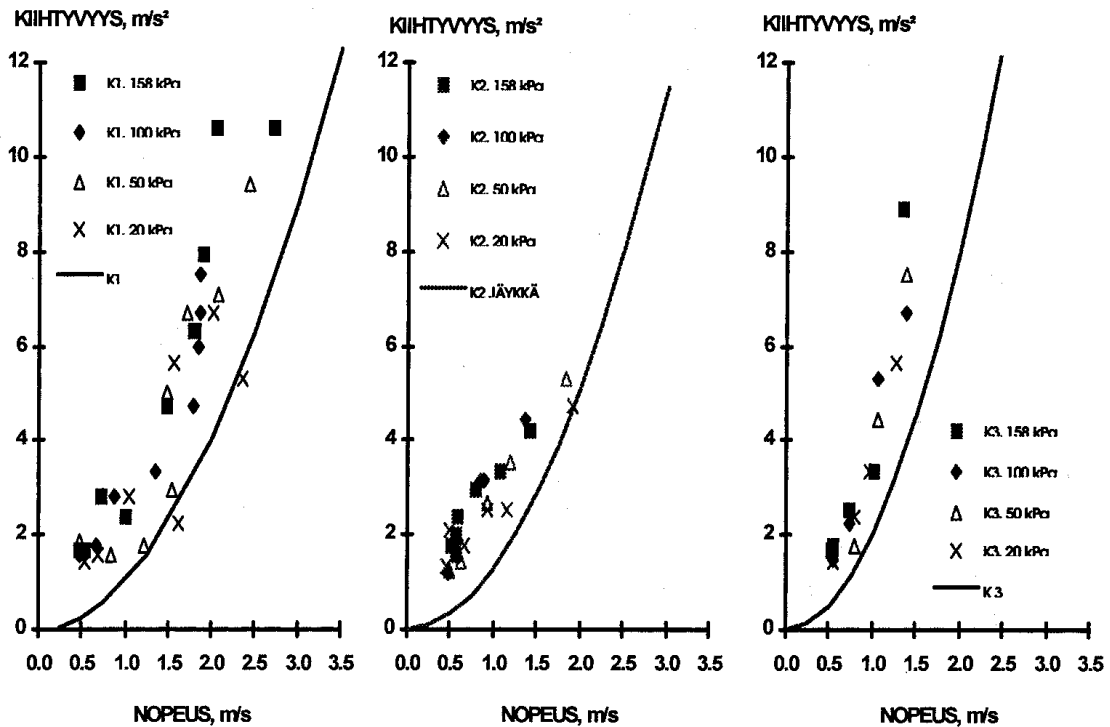 KIIHTYVYYS, m/s²
12
10
8
6
4
2
0
0.0 0.5 1.0 1.5 2.0 2.5 3.0 3.5
NOPEUS, m/s
K1. 158 kPa
K1. 100 kPa
K1. 50 kPa
K1. 20 kPa
K1
KIIHTYVYYS, m/s²
12
10
8
6
4
2
0
0.0 0.5 1.0 1.5 2.0 2.5 3.0 3.5
NOPEUS, m/s
K2. 158 kPa
K2. 100 kPa
K2. 50 kPa
K2. 20 kPa
K2 JÄYKKÄ
KIIHTYVYYS, m/s²
12
10
8
6
4
2
0
0.0 0.5 1.0 1.5 2.0 2.5 3.0 3.5
NOPEUS, m/s
K3. 158 kPa
K3. 100 kPa
K3. 50 kPa
K3. 20 kPa
K3